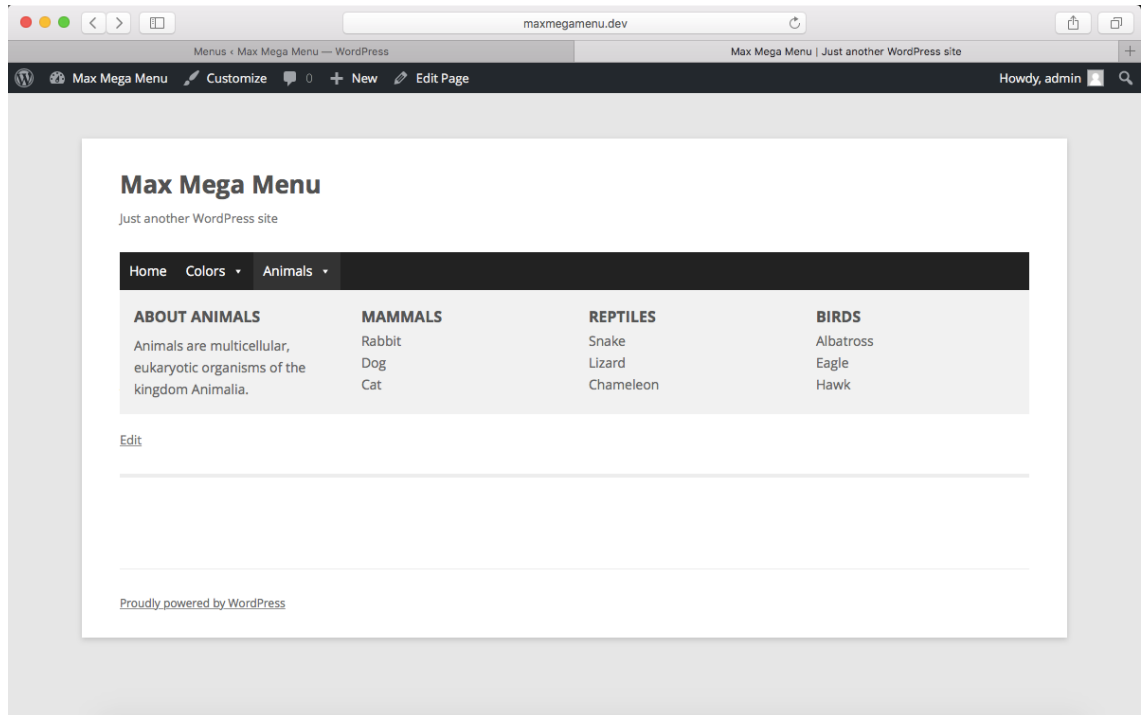 maxmegamenu.dev
Menus ‹ Max Mega Menu — WordPress
Max Mega Menu | Just another WordPress site
Max Mega Menu Customize 0 New Edit Page Howdy, admin
Max Mega Menu
Just another WordPress site
Home Colors Animals
ABOUT ANIMALS MAMMALS REPTILES BIRDS
Animals are multicellular, Rabbit Snake Albatross
eukaryotic organisms of the Dog Lizard Eagle
kingdom Animalia. Cat Chameleon Hawk
Edit
Proudly powered by WordPress